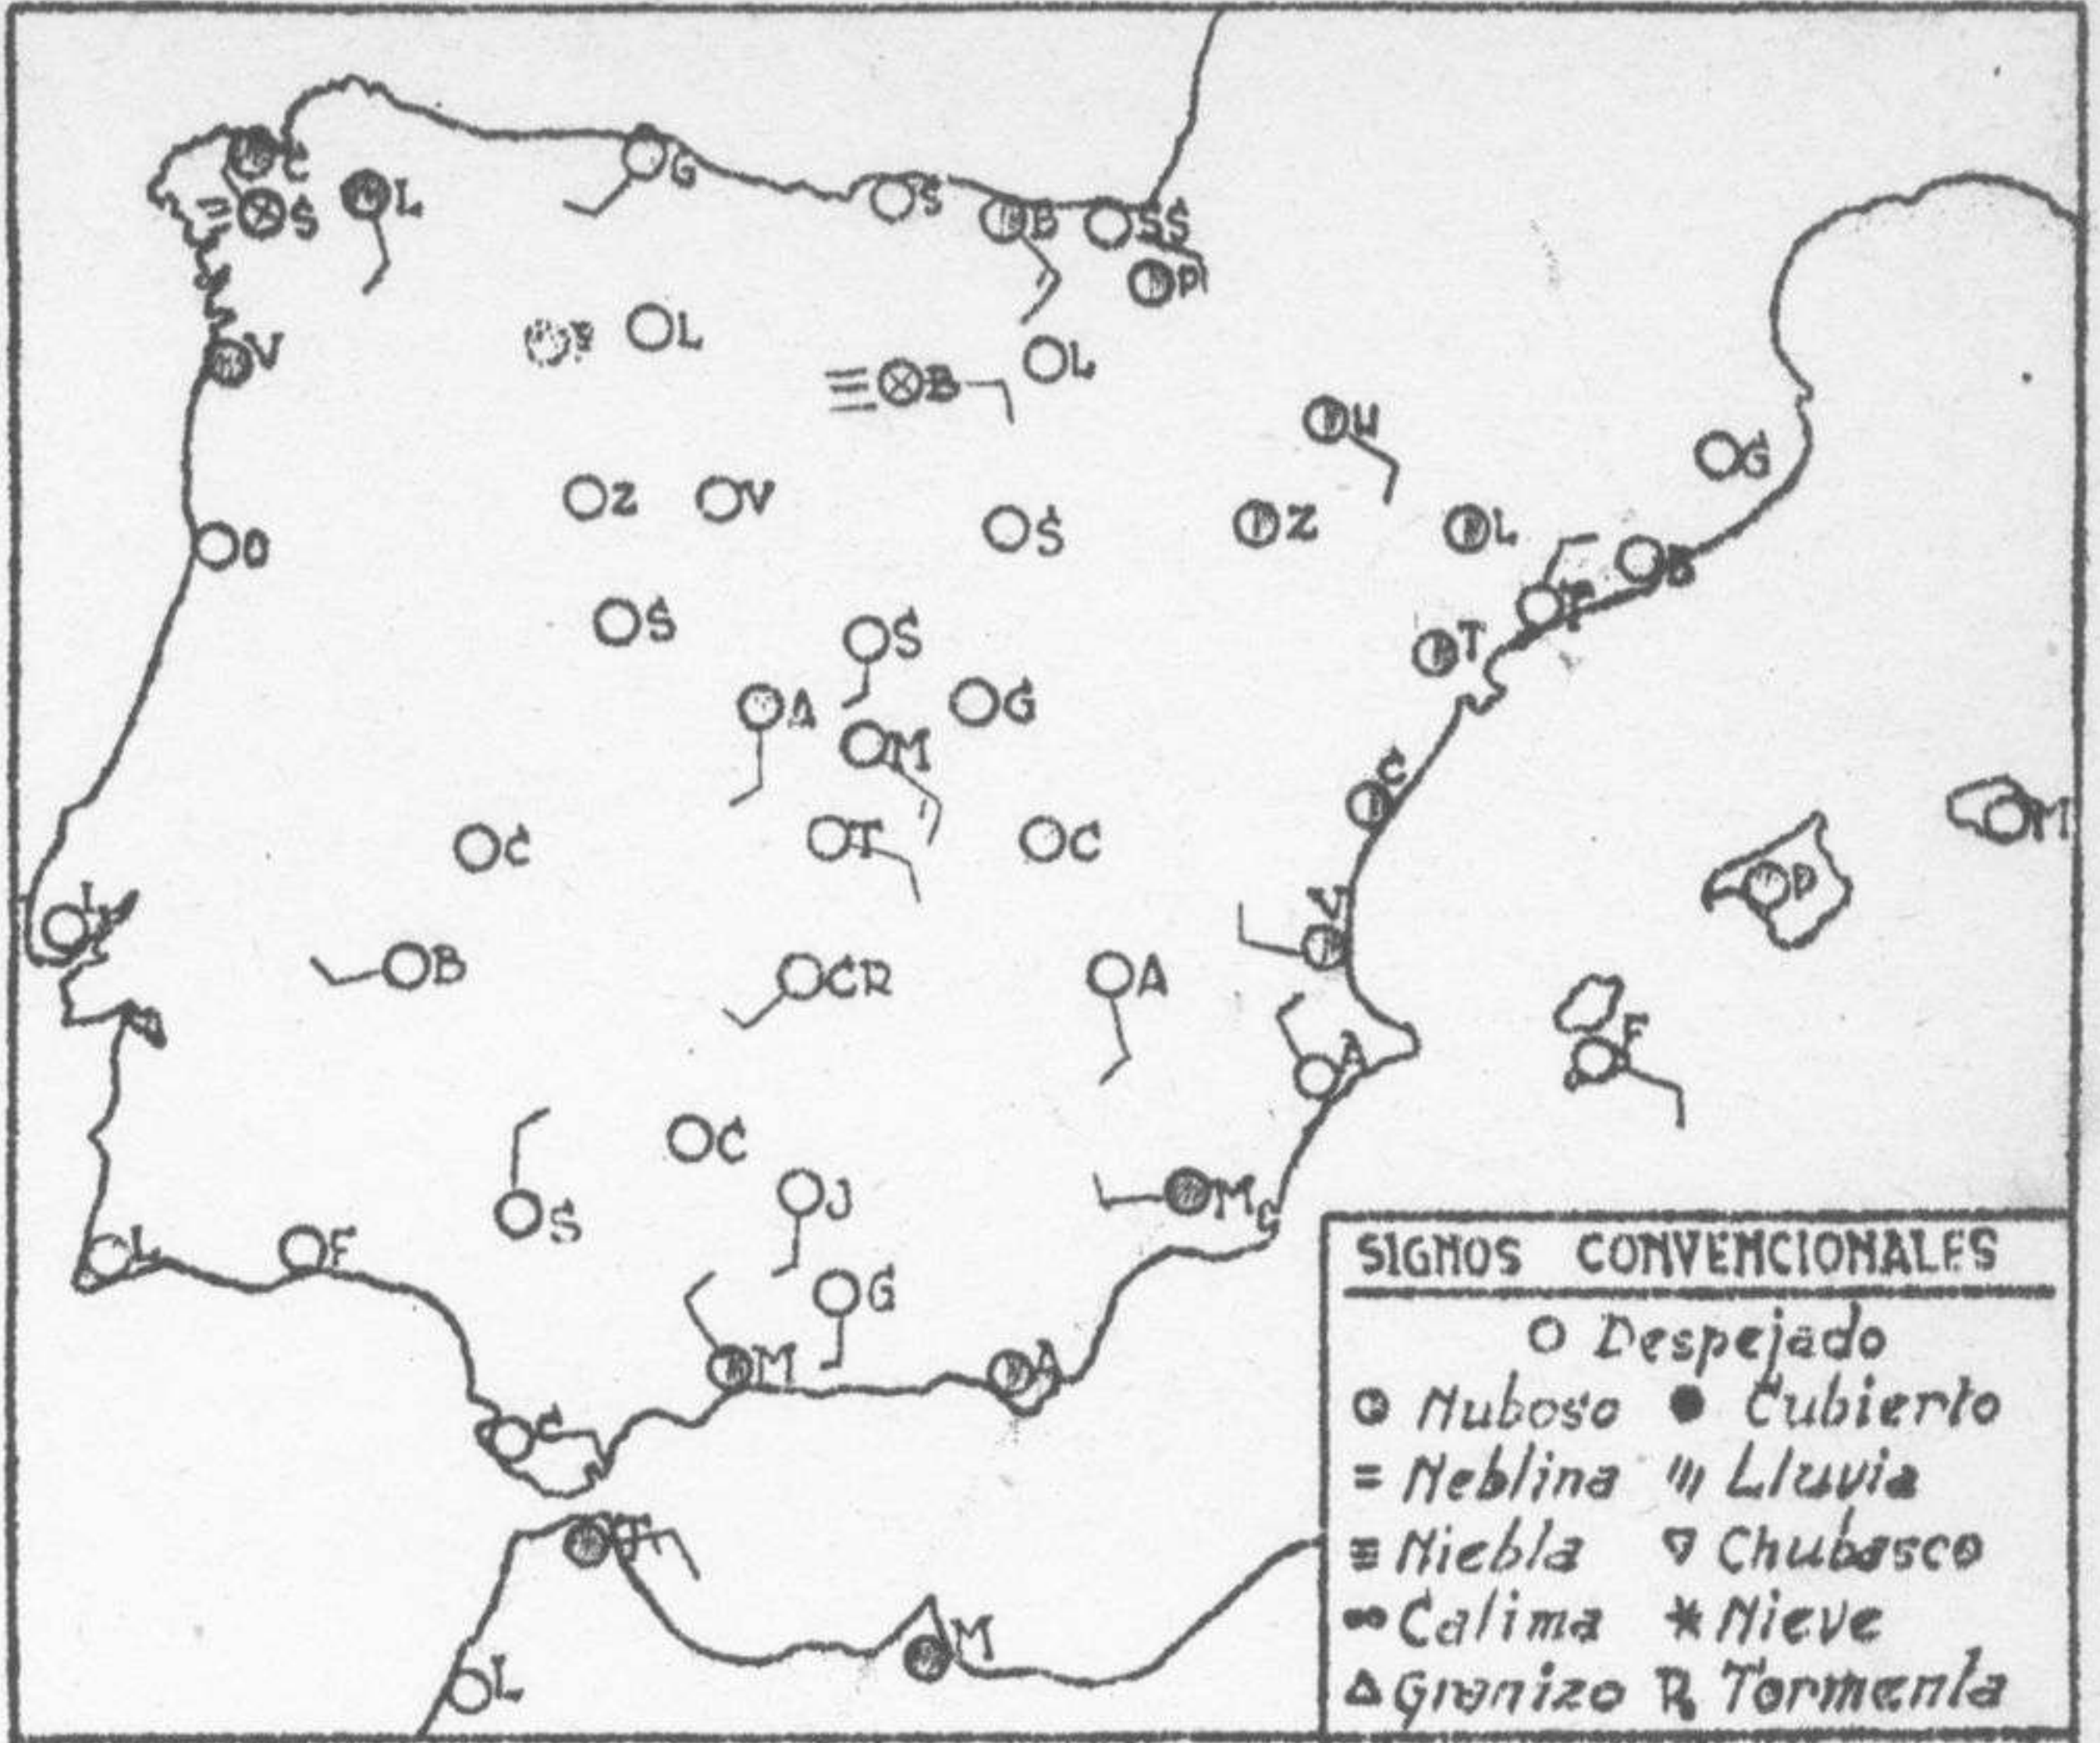 C
L
S
G
S
B
SS
P
V
L
B
L
H
G
Z
V
S
Z
L
O
B
T
S
S
T
A
G
M
C
C
T
C
M
L
V
P
B
CR
A
F
A
C
S
J
M
C
L
F
G
M
A
C
T
M
L
SIGNOS CONVENCIONALES
Despejado
Nuboso Cubierto
Neblina Lluvia
Niebla Chubasco
Calima Nieve
Granizo R Tormenta